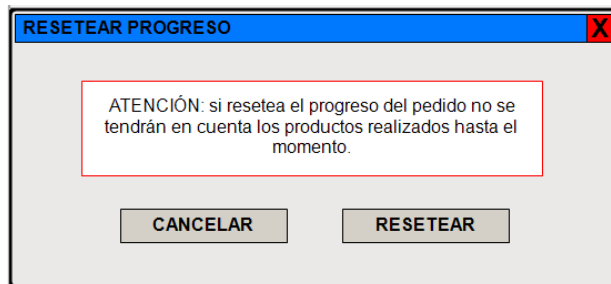 RESETEAR PROGRESO
X
ATENCIÓN: si resetea el progreso del pedido no se
tendrán en cuenta los productos realizados hasta el
momento.
CANCELAR
RESETEAR